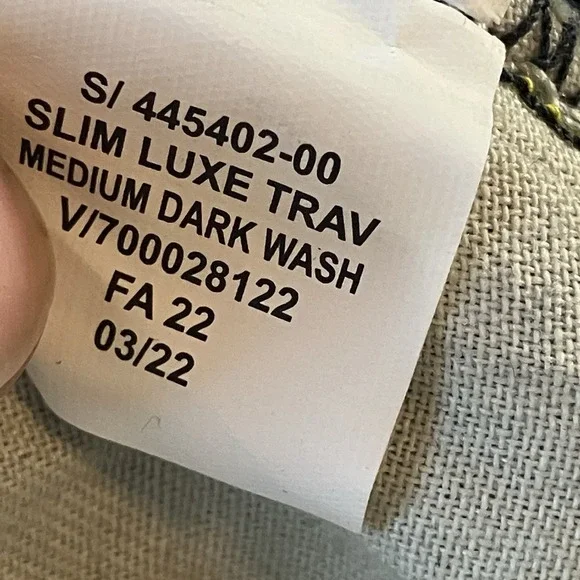 S/ 445402-00
SLIM LUXE TRAV
MEDIUM DARK WASH
V/700028122
FA 22
03/22